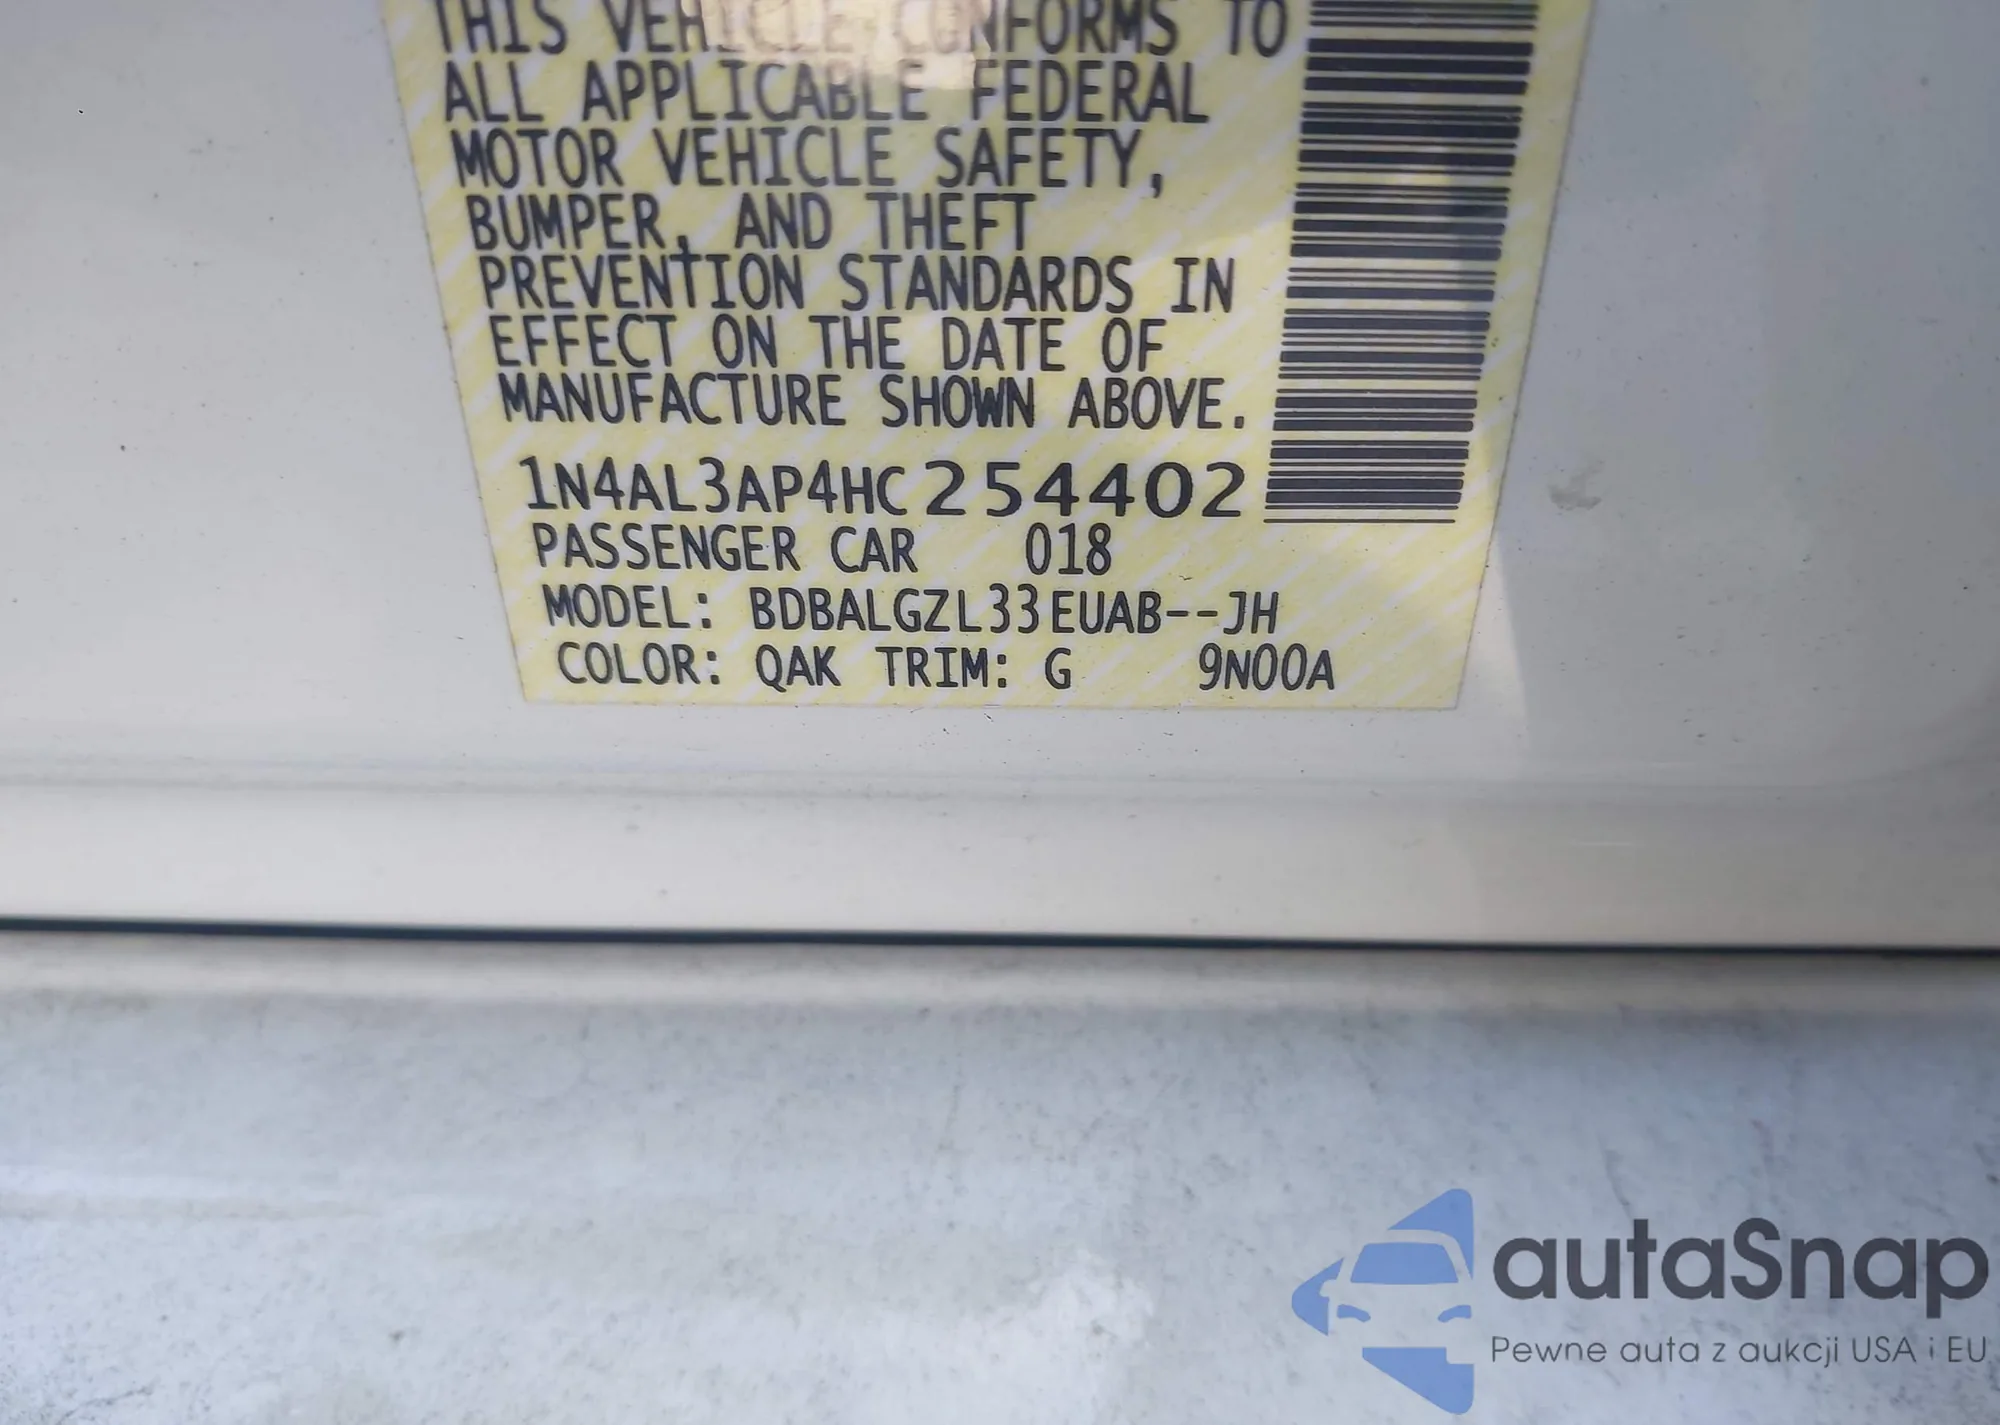 THIS VEHICLE CONFORMS TO
ALL APPLICABLE FEDERAL
MOTOR VEHICLE SAFETY,
BUMPER, AND THEFT
PREVENTION STANDARDS IN
EFFECT ON THE DATE OF
MANUFACTURE SHOWN ABOVE.
1N4AL3AP4HC254402
PASSENGER CAR 018
MODEL: BDBALGZL33EUAB--JH
COLOR: QAK TRIM: G 9N00A
autaSnap
Pewne auta z aukcji USA i EU